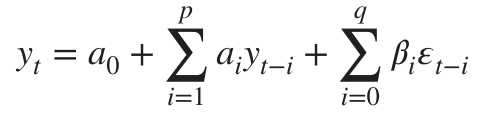 $y_t = a_0 + \sum_{i=1}^{p} a_i y_{t-i} + \sum_{i=0}^{q} \beta_i \varepsilon_{t-i}$